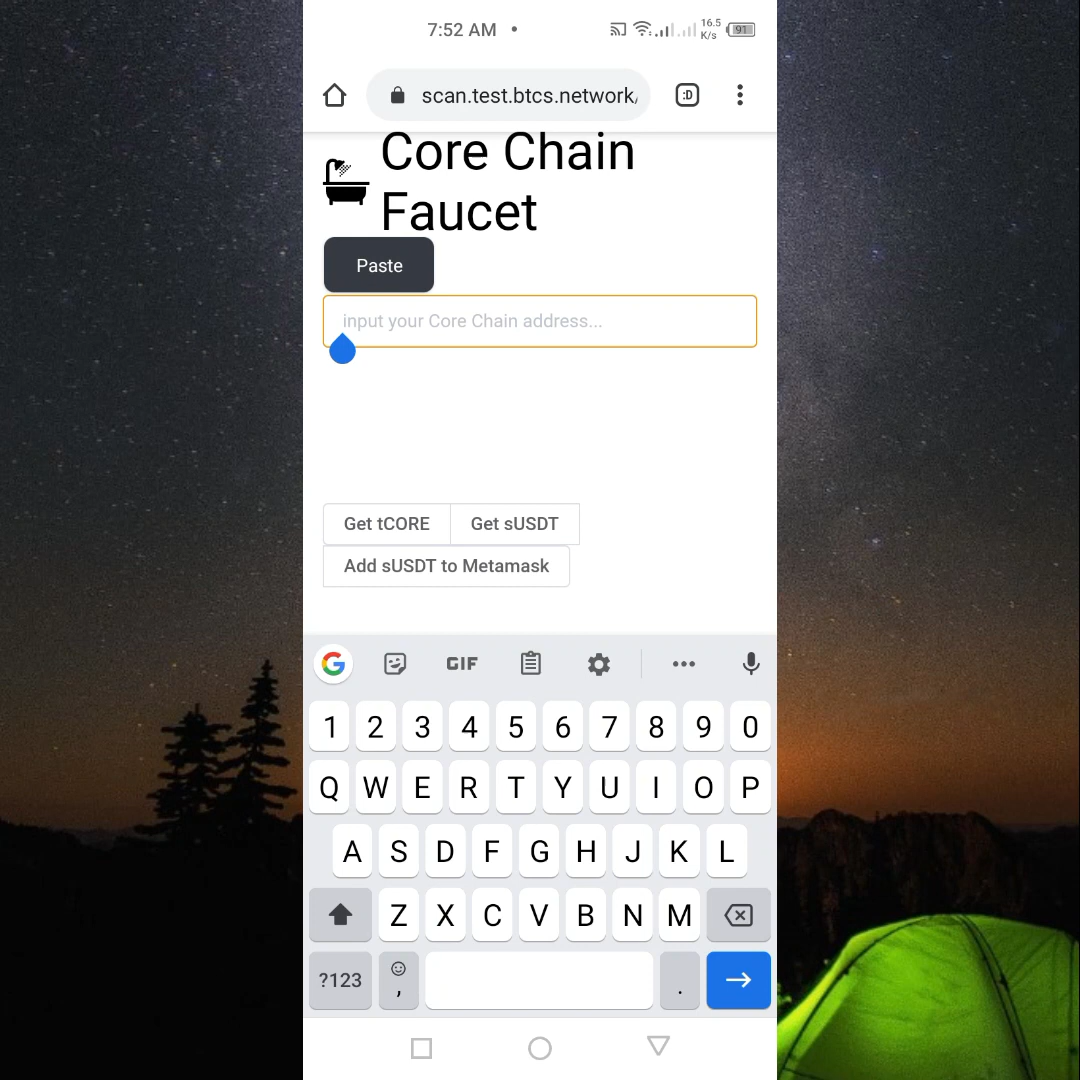 7:52 AM
16.5
K/s
91
scan.test.btcs.network/
:D
Core Chain
Faucet
Paste
input your Core Chain address...
Get tCORE
Get sUSDT
Add sUSDT to Metamask
G
GIF
1 2 3 4 5 6 7 8 9 0
Q W E R T Y U I O P
A S D F G H J K L
Z X C V B N M
?123
,
.